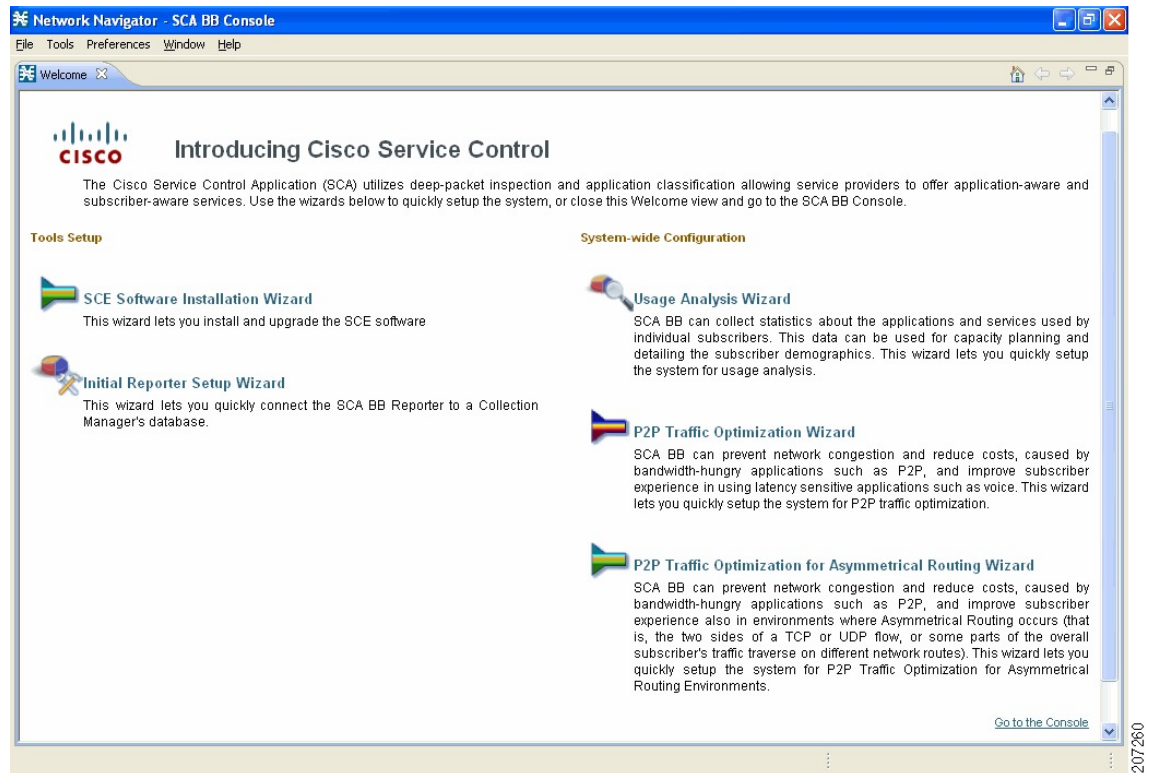 Network Navigator - SCA BB Console
File Tools Preferences Window Help
Welcome
CISCO
Introducing Cisco Service Control
The Cisco Service Control Application (SCA) utilizes deep-packet inspection and application classification allowing service providers to offer application-aware and
subscriber-aware services. Use the wizards below to quickly setup the system, or close this Welcome view and go to the SCA BB Console.
Tools Setup
SCE Software Installation Wizard
This wizard lets you install and upgrade the SCE software
Initial Reporter Setup Wizard
This wizard lets you quickly connect the SCA BB Reporter to a Collection
Manager's database.
System-wide Configuration
Usage Analysis Wizard
SCA BB can collect statistics about the applications and services used by
individual subscribers. This data can be used for capacity planning and
detailing the subscriber demographics. This wizard lets you quickly setup
the system for usage analysis.
P2P Traffic Optimization Wizard
SCA BB can prevent network congestion and reduce costs, caused by
bandwidth-hungry applications such as P2P, and improve subscriber
experience in using latency sensitive applications such as voice. This wizard
lets you quickly setup the system for P2P traffic optimization.
P2P Traffic Optimization for Asymmetrical Routing Wizard
SCA BB can prevent network congestion and reduce costs, caused by
bandwidth-hungry applications such as P2P, and improve subscriber
experience also in environments where Asymmetrical Routing occurs (that
is, the two sides of a TCP or UDP flow, or some parts of the overall
subscriber's traffic traverse on different network routes). This wizard lets you
quickly setup the system for P2P Traffic Optimization for Asymmetrical
Routing Environments.
Go to the Console
207260